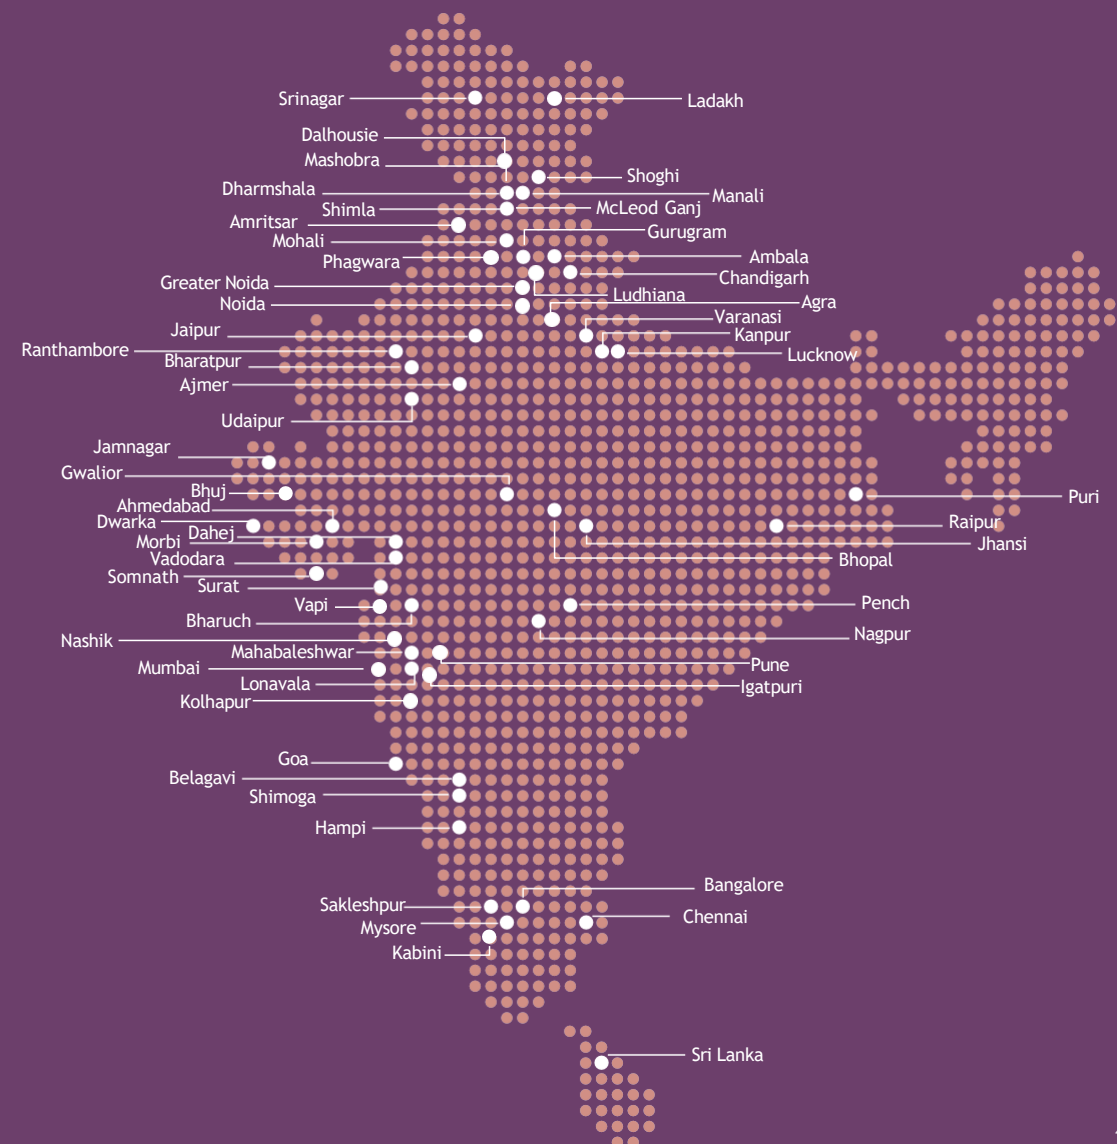 Srinagar
Ladakh
Dalhousie
Mashobra
Shoghi
Dharmshala
Manali
Shimla
McLeod Ganj
Amritsar
Gurugram
Mohali
Ambala
Phagwara
Chandigarh
Greater Noida
Ludhiana
Noida
Agra
Varanasi
Jaipur
Kanpur
Ranthambore
Lucknow
Bharatpur
Ajmer
Udaipur
Jamnagar
Gwalior
Bhuj
Puri
Ahmedabad
Dwarka
Raipur
Dahej
Morbi
Jhansi
Vadodara
Bhopal
Somnath
Surat
Vapi
Pench
Bharuch
Nagpur
Nashik
Mahabaleshwar
Pune
Mumbai
Lonavala
Igatpuri
Kolhapur
Goa
Belagavi
Shimoga
Hampi
Bangalore
Sakleshpur
Chennai
Mysore
Kabini
Sri Lanka